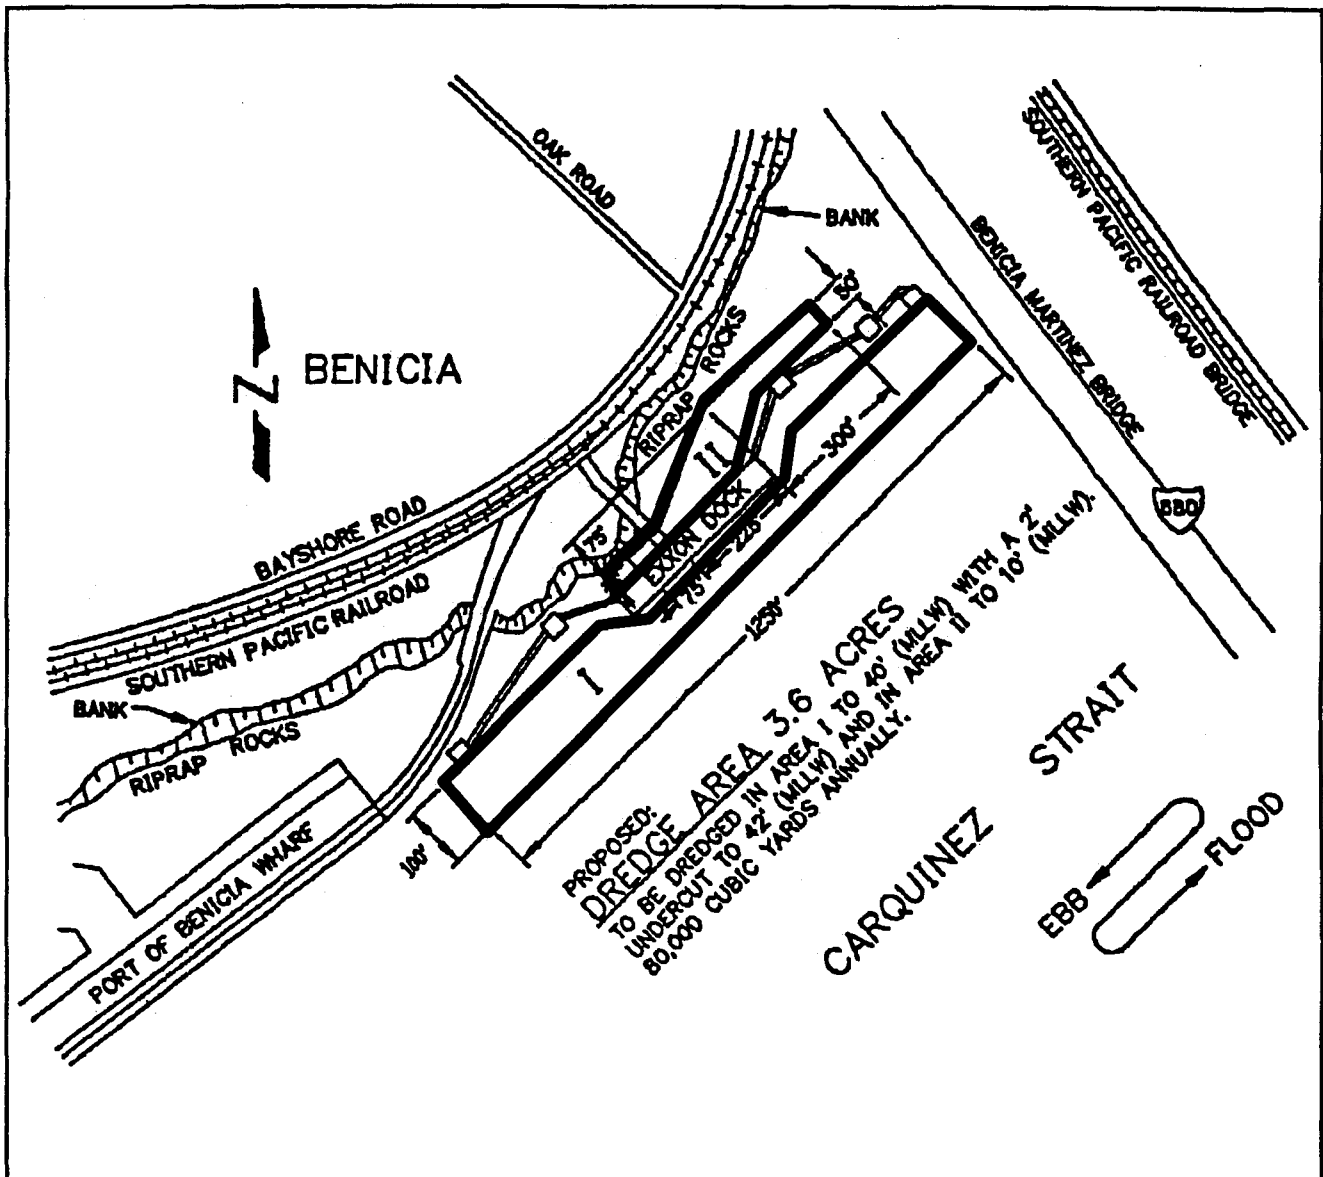 OAK ROAD
BANK
SOUTHERN PACIFIC RAILROAD BRIDGE
BENICIA MARTINEZ BRIDGE
50'
N
BENICIA
RIPRAP ROCKS
II
300'
680
EXXON DOCK
225'
75'
75'
1250'
BAYSHORE ROAD
SOUTHERN PACIFIC RAILROAD
BANK
RIPRAP ROCKS
I
100'
PORT OF BENICIA WHARF
PROPOSED:
DREDGE AREA 3.6 ACRES
TO BE DREDGED IN AREA I TO 40' (MLLW) WITH A 2'
UNDERCUT TO 42' (MLLW) AND IN AREA II TO 10' (MLLW).
80,000 CUBIC YARDS ANNUALLY.
CARQUINEZ STRAIT
EBB
FLOOD